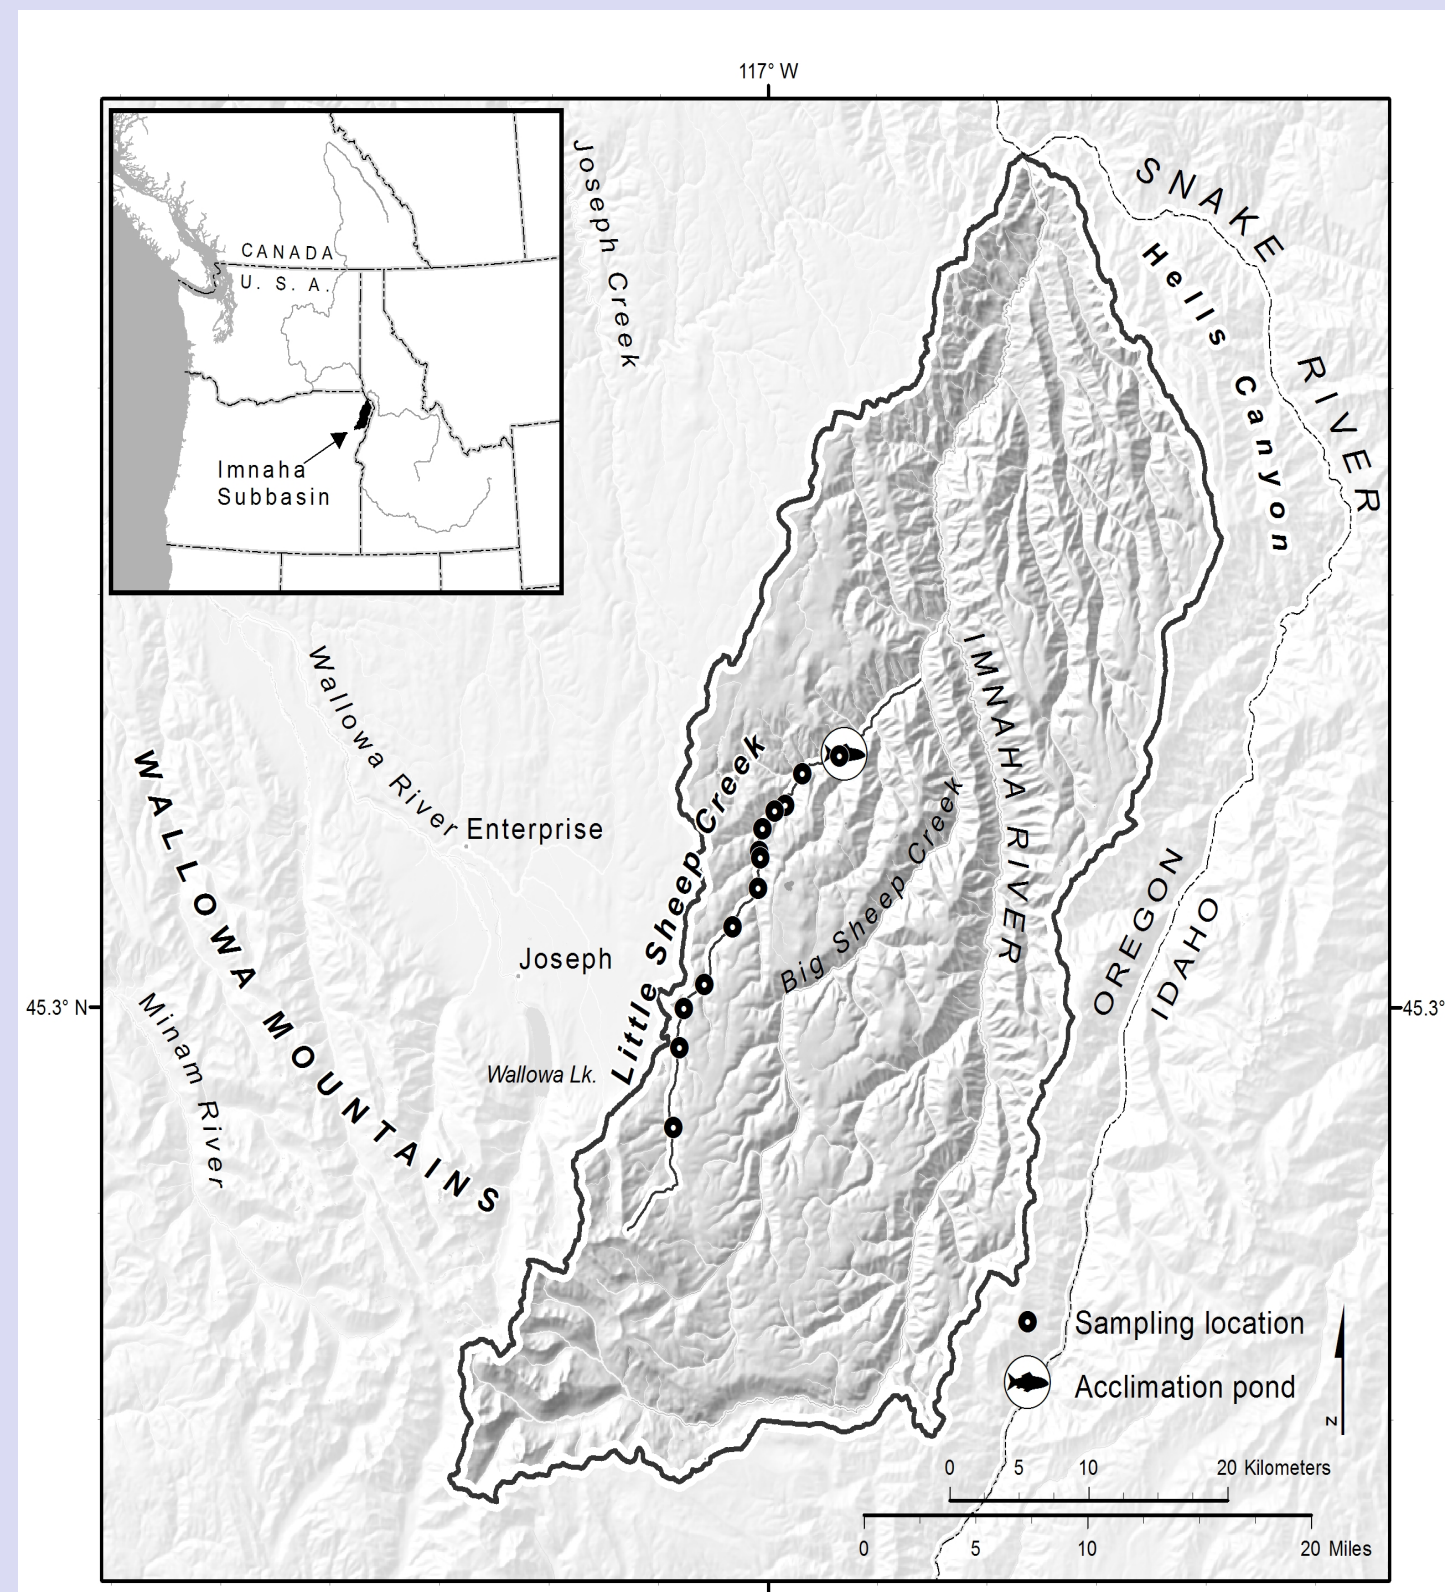 117° W
CANADA
U. S. A.
Imnaha
Subbasin
Joseph Creek
SNAKE RIVER
Hells Canyon
Wallowa River
Enterprise
Joseph
WALLOWA MOUNTAINS
Minam River
Wallowa Lk.
Little Sheep Creek
Big Sheep Creek
IMNAHA RIVER
OREGON
IDAHO
45.3° N
45.3°
Sampling location
Acclimation pond
N
0 5 10 20 Kilometers
0 5 10 20 Miles